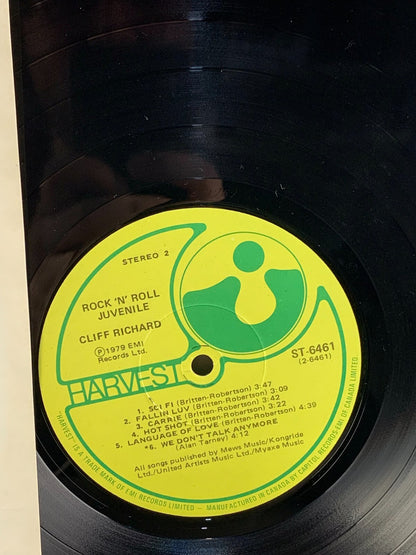 STEREO 2
ROCK 'N' ROLL
JUVENILE
CLIFF RICHARD
Ⓟ1979 EMI
Records Ltd.
ST-6461
(2-6461)
HARVEST
1. SCI FI (Britten-Robertson) 3:47
2. FALLIN LUV (Britten-Robertson) 3:09
3. CARRIE (Britten-Robertson) 3:42
4. HOT SHOT (Britten-Robertson) 3:22
5. LANGUAGE OF LOVE (Britten-Robertson) 4:39
*6. WE DON'T TALK ANYMORE
(Alan Tarney) 4:12
All songs published by Mews Music/Kongride
Ltd./United Artists Music Ltd./Myaxe Music
"HARVEST" IS A TRADE MARK OF EMI RECORDS LIMITED — MANUFACTURED IN CANADA BY CAPITOL RECORDS-EMI OF CANADA LIMITED.